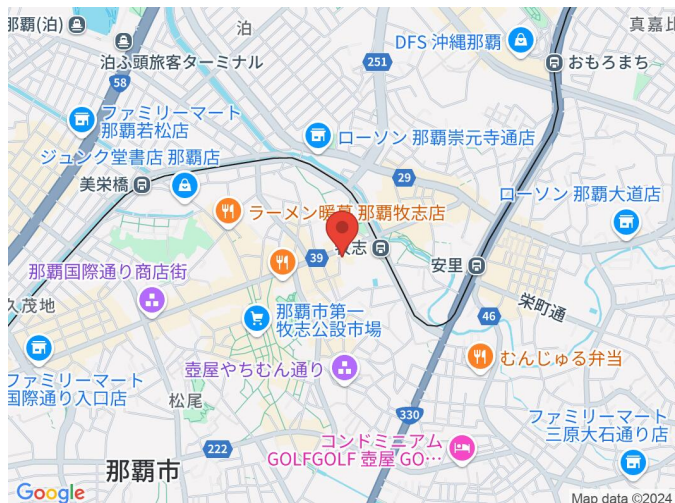 那覇(泊)
泊
真嘉比
泊ふ頭旅客ターミナル
DFS 沖縄那覇
251
おもろまち
58
ファミリーマート
那覇若松店
ローソン 那覇崇元寺通店
ジュンク堂書店 那覇店
美栄橋
29
ローソン 那覇大道店
ラーメン暖暮 那覇牧志店
39
牧志
安里
那覇国際通り商店街
久茂地
46
栄町通
那覇市第一
牧志公設市場
むんじゅる弁当
ファミリーマート
国際通り入口店
壺屋やちむん通り
松尾
330
ファミリーマート
三原大石通り店
222
コンドミニアム
GOLFGOLF 壺屋 GO…
那覇市
Google
Map data ©2024